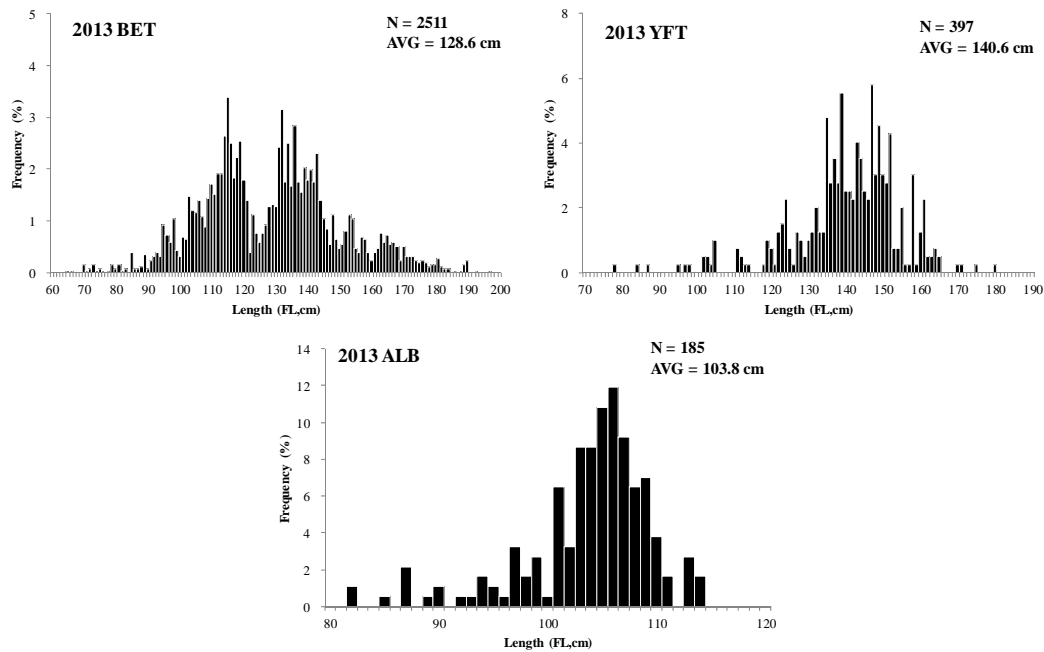 2013 BET
N = 2511
AVG = 128.6 cm
Frequency (%)
5
4
3
2
1
0
60 70 80 90 100 110 120 130 140 150 160 170 180 190 200
Length (FL,cm)
2013 YFT
N = 397
AVG = 140.6 cm
Frequency (%)
8
6
4
2
0
70 80 90 100 110 120 130 140 150 160 170 180 190
Length (FL,cm)
2013 ALB
N = 185
AVG = 103.8 cm
Frequency (%)
14
12
10
8
6
4
2
0
80 90 100 110 120
Length (FL,cm)